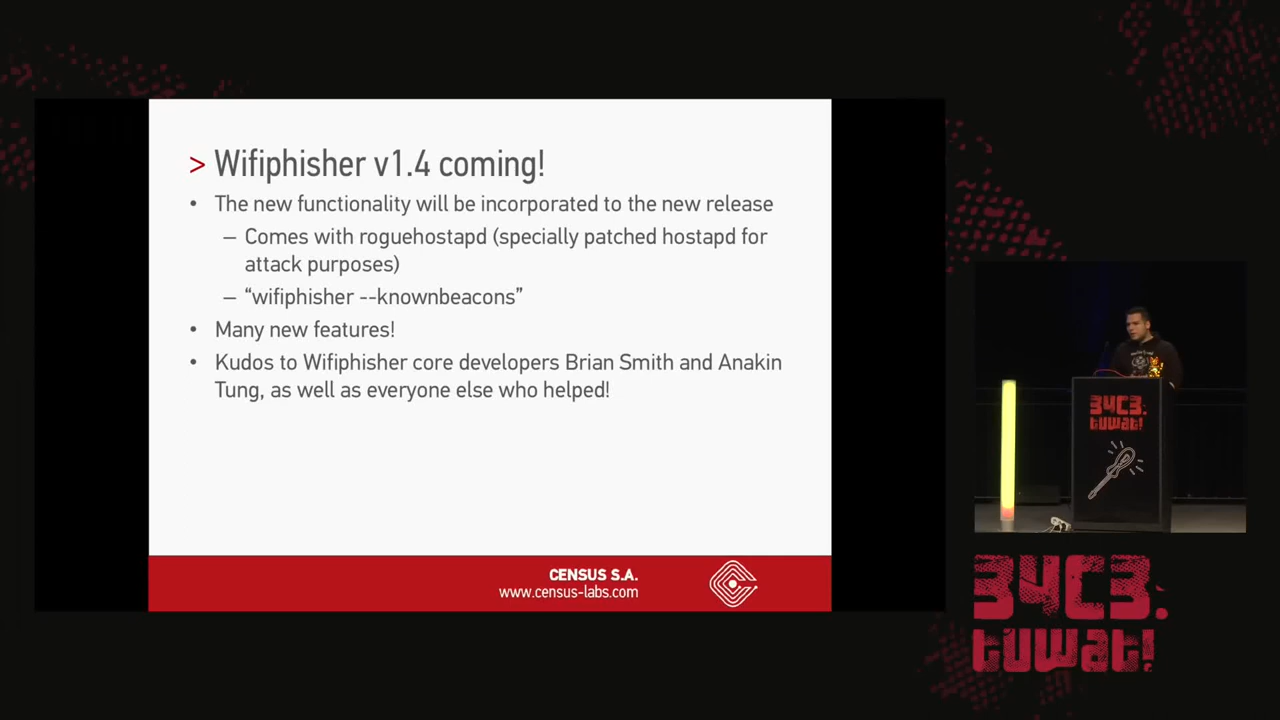 > Wifiphisher v1.4 coming!
• The new functionality will be incorporated to the new release
– Comes with roguehostapd (specially patched hostapd for
attack purposes)
– “wifiphisher --knownbeacons”
• Many new features!
• Kudos to Wifiphisher core developers Brian Smith and Anakin
Tung, as well as everyone else who helped!
CENSUS S.A.
www.census-labs.com
34C3.
tuwat!
34C3.
tuwat!